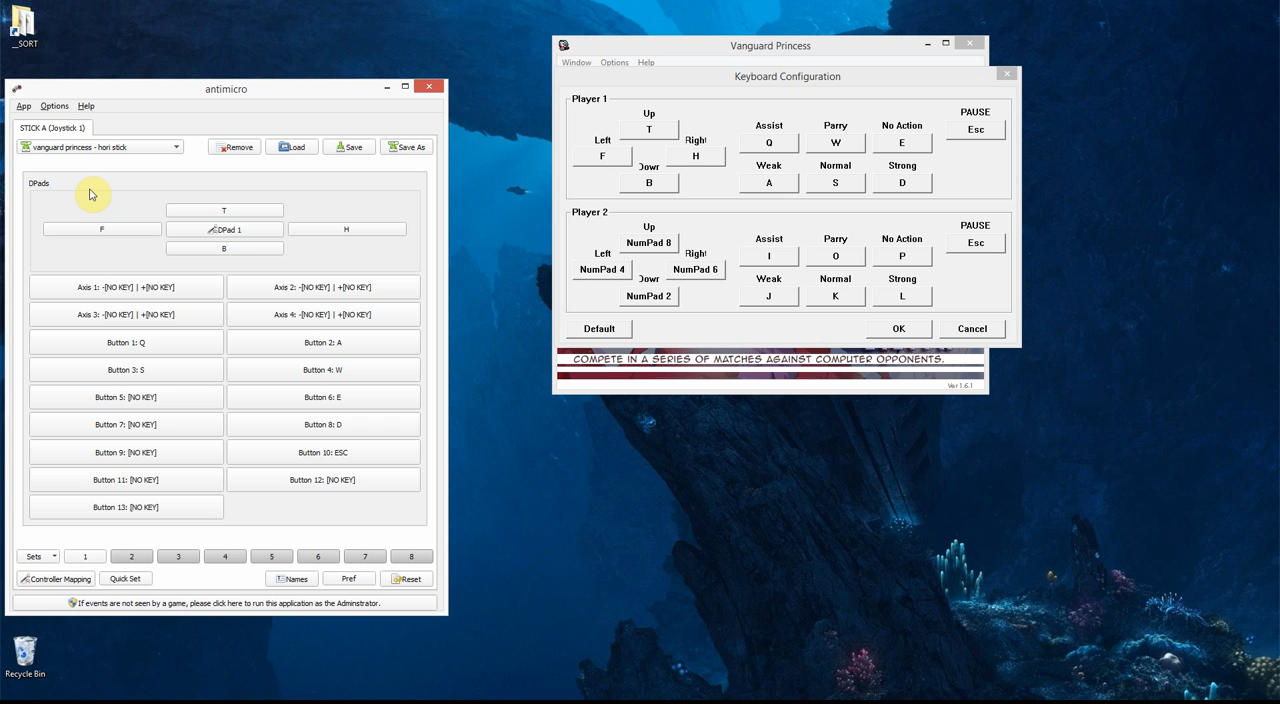 _SORT
antimicro
App Options Help
STICK A (Joystick 1)
vanguard princess - hori stick
Remove Load Save Save As
DPads
T
F DPad 1 H
B
Axis 1: -[NO KEY] | +[NO KEY] Axis 2: -[NO KEY] | +[NO KEY]
Axis 3: -[NO KEY] | +[NO KEY] Axis 4: -[NO KEY] | +[NO KEY]
Button 1: Q Button 2: A
Button 3: S Button 4: W
Button 5: [NO KEY] Button 6: E
Button 7: [NO KEY] Button 8: D
Button 9: [NO KEY] Button 10: ESC
Button 11: [NO KEY] Button 12: [NO KEY]
Button 13: [NO KEY]
Sets 1 2 3 4 5 6 7 8
Controller Mapping Quick Set Names Pref Reset
If events are not seen by a game, please click here to run this application as the Adminstrator.
Recycle Bin
Vanguard Princess
Window Options Help
Keyboard Configuration
Player 1
Up
T
Left Right
F H
Dowr
B
Assist Parry No Action
Q W E
Weak Normal Strong
A S D
PAUSE
Esc
Player 2
Up
NumPad 8
Left Right
NumPad 4 NumPad 6
Dowr
NumPad 2
Assist Parry No Action
I O P
Weak Normal Strong
J K L
PAUSE
Esc
Default OK Cancel
COMPETE IN A SERIES OF MATCHES AGAINST COMPUTER OPPONENTS.
Ver 1.6.1